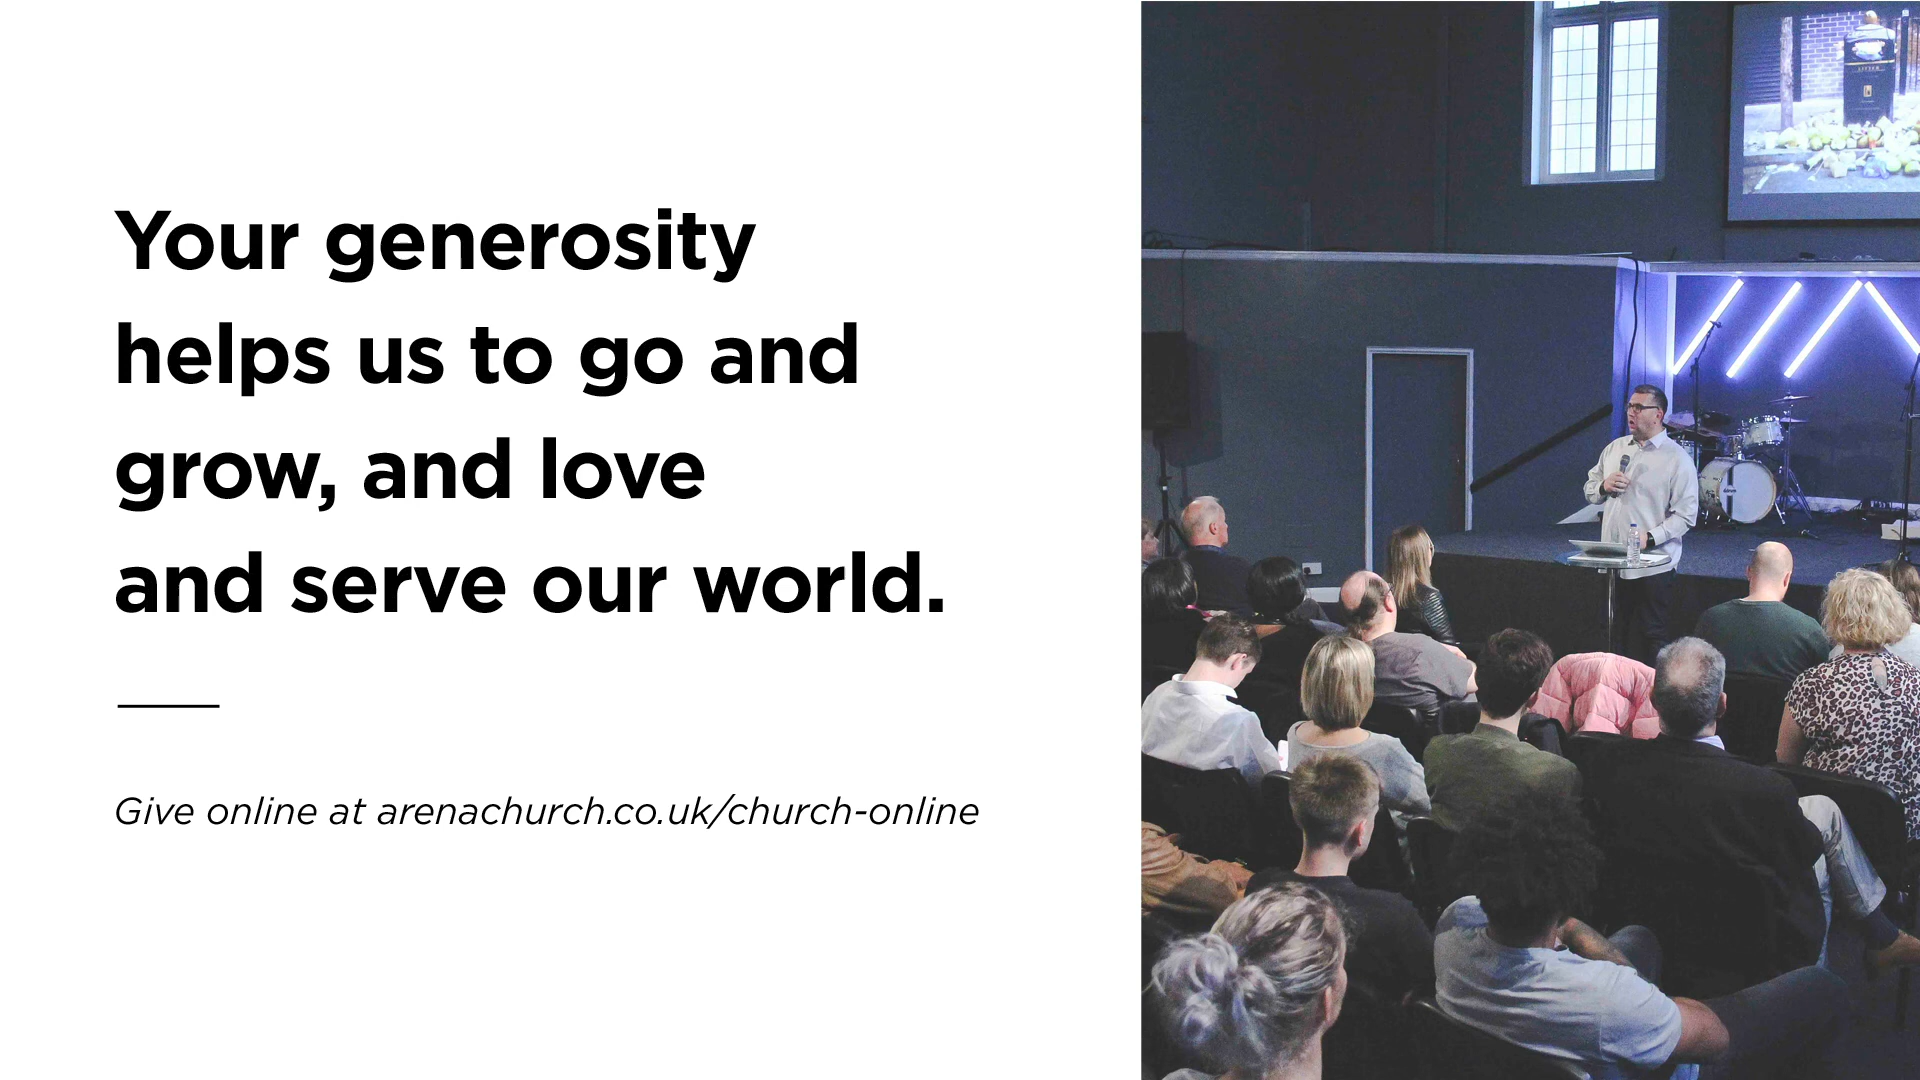 Your generosity
helps us to go and
grow, and love
and serve our world.
Give online at arenachurch.co.uk/church-online
LITTER